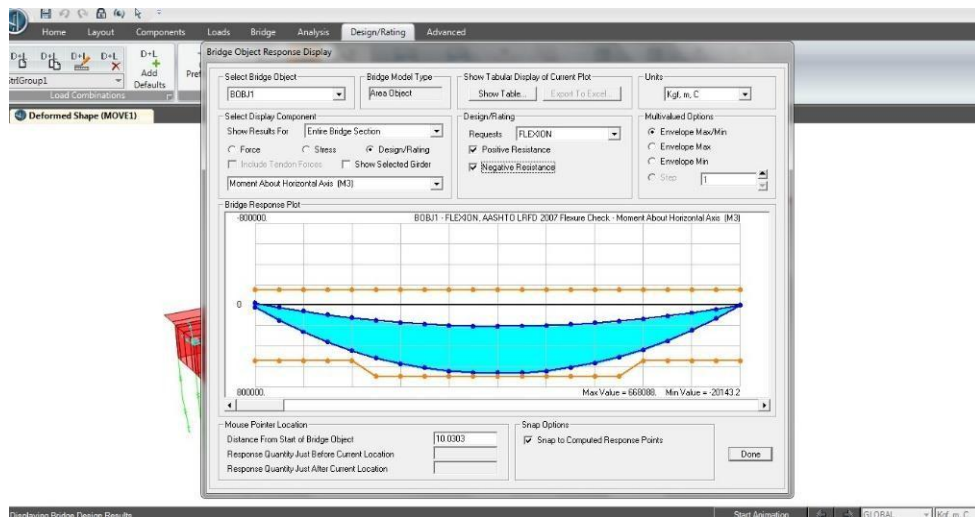 Home Layout Components Loads Bridge Analysis Design/Rating Advanced
D+L D+L D+L D+L D+L
Add
Defaults
StrlGroup1
Load Combinations
Deformed Shape (MOVE1)
Bridge Object Response Display
Select Bridge Object
BOBJ1
Bridge Model Type
Area Object
Show Tabular Display of Current Plot
Show Table...
Export To Excel...
Units
Kgf, m, C
Select Display Component
Show Results For Entire Bridge Section
Force Stress Design/Rating
Include Tendon Forces Show Selected Girder
Moment About Horizontal Axis (M3)
Design/Rating
Requests FLEXION
Positive Resistance
Negative Resistance
Multivalued Options
Envelope Max/Min
Envelope Max
Envelope Min
Step 1
Bridge Response Plot
-800000. BOBJ1 - FLEXION, AASHTO LRFD 2007 Flexure Check - Moment About Horizontal Axis (M3)
0
800000. Max Value = 668088. Min Value = -20143.2
Mouse Pointer Location
Distance From Start of Bridge Object 10.0303
Response Quantity Just Before Current Location
Response Quantity Just After Current Location
Snap Options
Snap to Computed Response Points
Done
Displaying Bridge Design Results
Start Animation GLOBAL Kgf, m, C